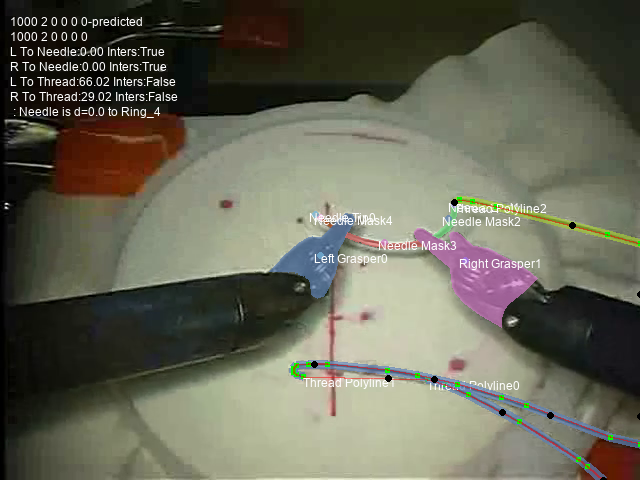 1000 2 0 0 0 0-predicted
1000 2 0 0 0 0
L To Needle:0.00 Inters:True
R To Needle:0.00 Inters:True
L To Thread:66.02 Inters:False
R To Thread:29.02 Inters:False
: Needle is d=0.0 to Ring_4
Thread Polyline2
Needle Tip0
Needle Mask4
Needle Mask2
Needle Mask3
Left Grasper0
Right Grasper1
Thread Polyline1
Thread Polyline0